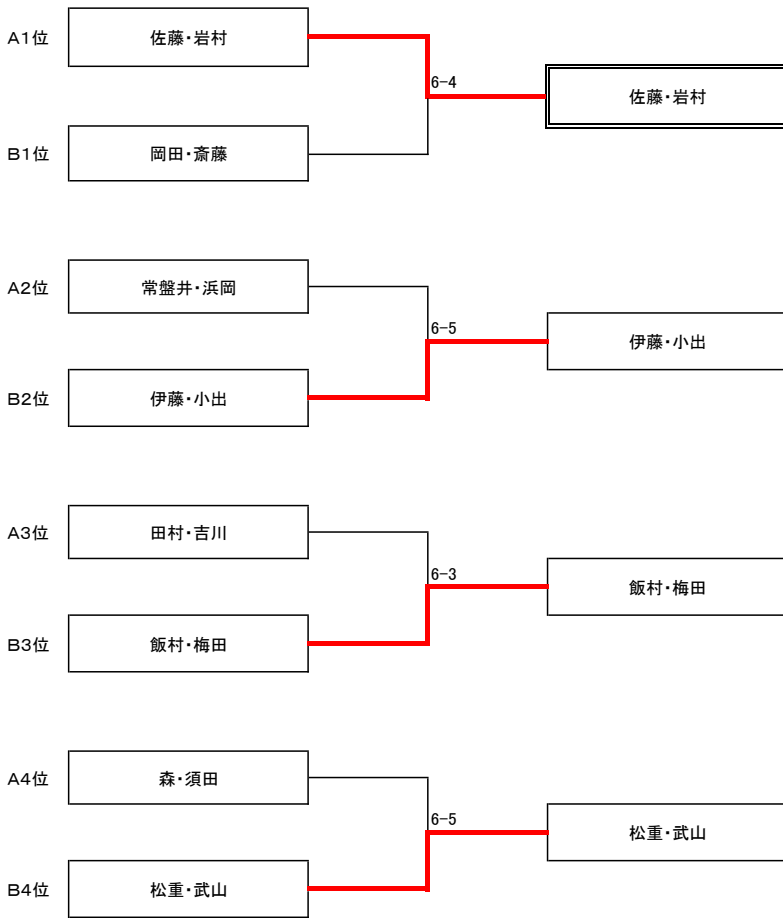 A1位
佐藤・岩村
6-4
佐藤・岩村
B1位
岡田・斎藤
A2位
常盤井・浜岡
6-5
伊藤・小出
B2位
伊藤・小出
A3位
田村・吉川
6-3
飯村・梅田
B3位
飯村・梅田
A4位
森・須田
6-5
松重・武山
B4位
松重・武山